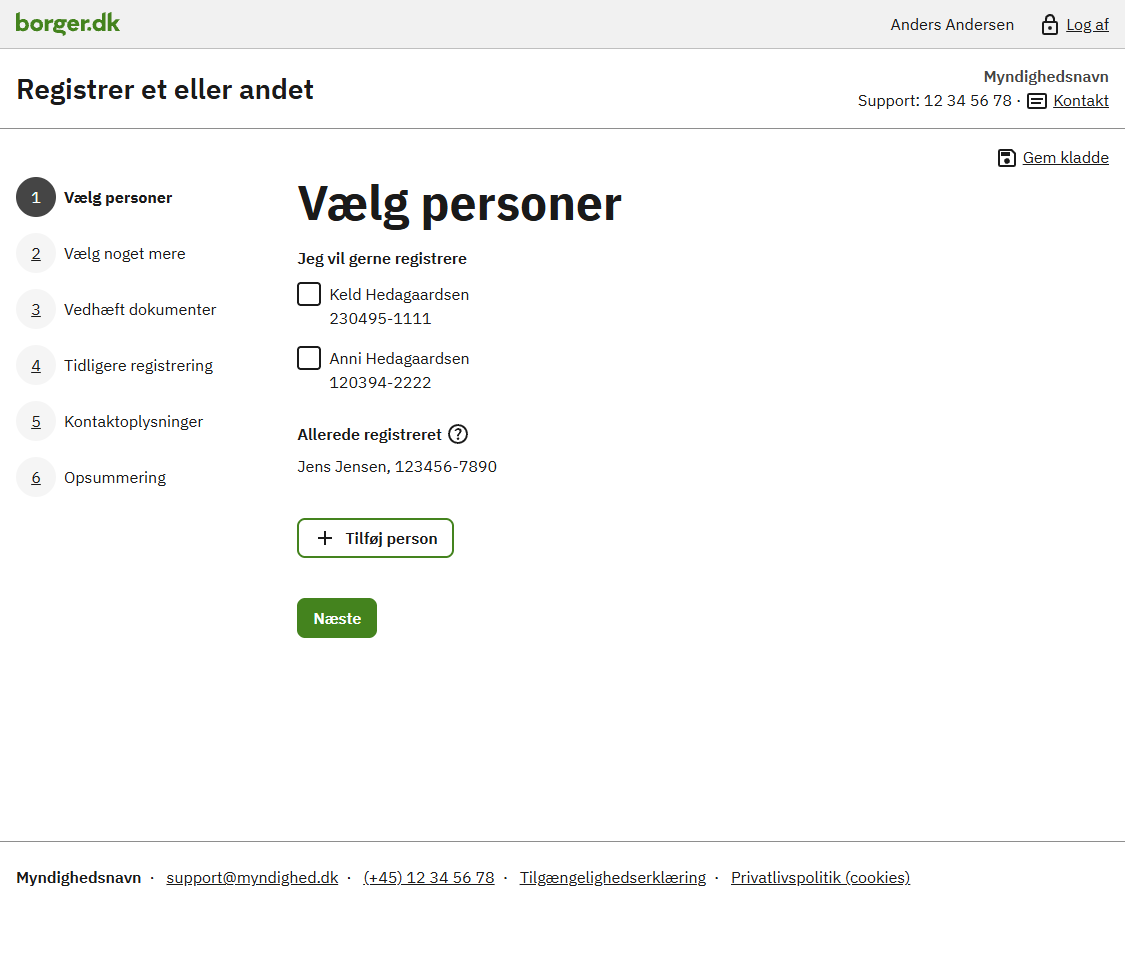 borger.dk
Anders Andersen
Log af
Registrer et eller andet
Myndighedsnavn
Support: 12 34 56 78 · Kontakt
Gem kladde
1 Vælg personer
2 Vælg noget mere
3 Vedhæft dokumenter
4 Tidligere registrering
5 Kontaktoplysninger
6 Opsummering
Vælg personer
Jeg vil gerne registrere
Keld Hedagaardsen
230495-1111
Anni Hedagaardsen
120394-2222
Allerede registreret ?
Jens Jensen, 123456-7890
+ Tilføj person
Næste
Myndighedsnavn · support@myndighed.dk · (+45) 12 34 56 78 · Tilgængelighedserklæring · Privatlivspolitik (cookies)